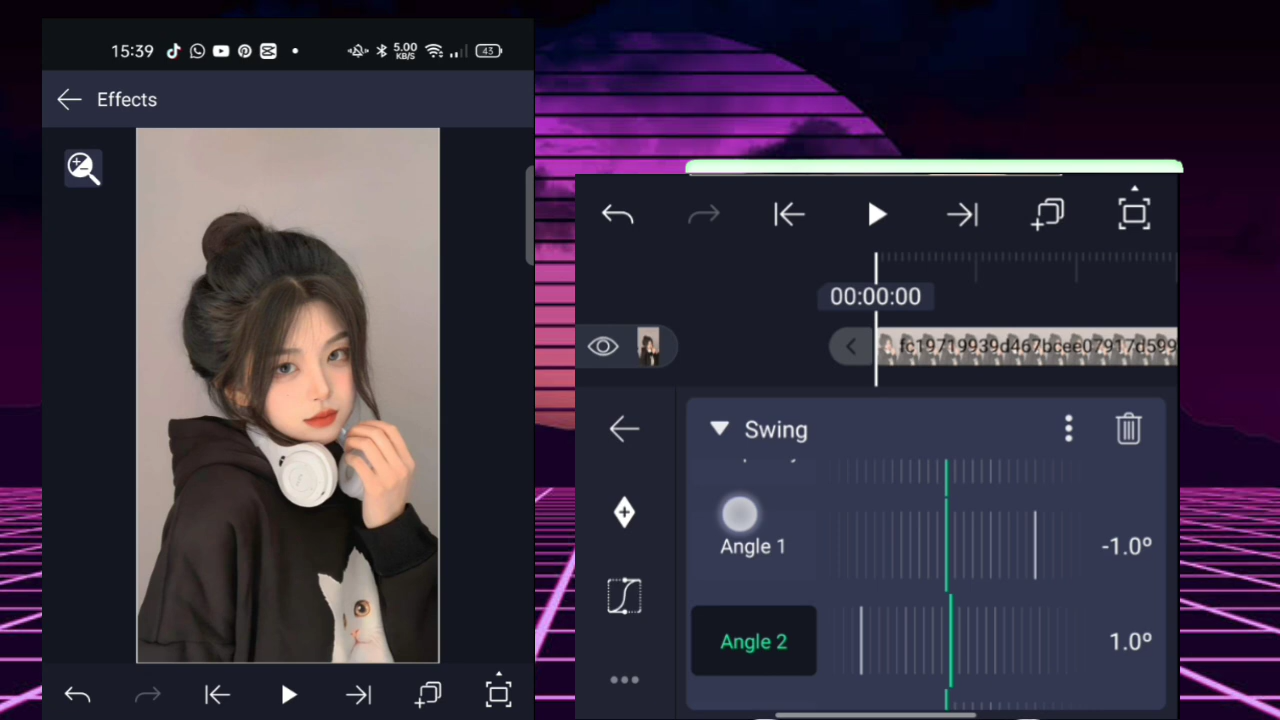 15:39
5.00
KB/S
43
Effects
00:00:00
fc19719939d467bcee07917d599
Swing
Angle 1
-1.0°
Angle 2
1.0°